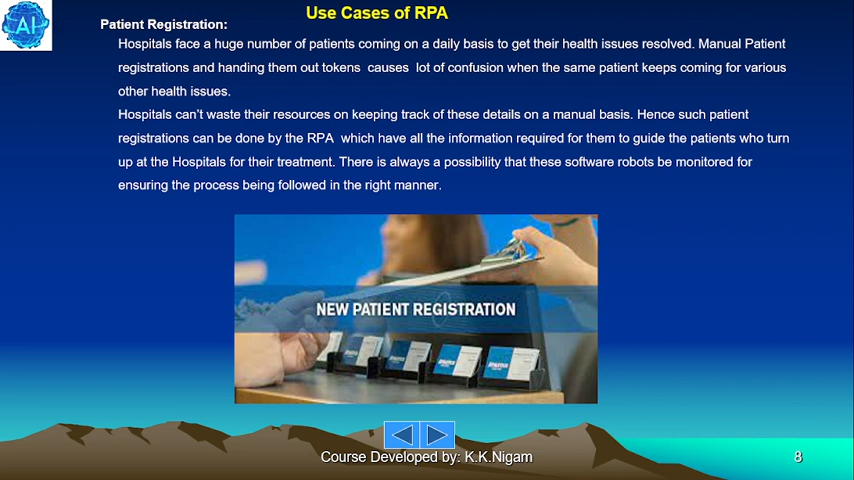 AI
Use Cases of RPA
Patient Registration:
Hospitals face a huge number of patients coming on a daily basis to get their health issues resolved. Manual Patient
registrations and handing them out tokens causes lot of confusion when the same patient keeps coming for various
other health issues.
Hospitals can't waste their resources on keeping track of these details on a manual basis. Hence such patient
registrations can be done by the RPA which have all the information required for them to guide the patients who turn
up at the Hospitals for their treatment. There is always a possibility that these software robots be monitored for
ensuring the process being followed in the right manner.
NEW PATIENT REGISTRATION
Course Developed by: K.K.Nigam
8